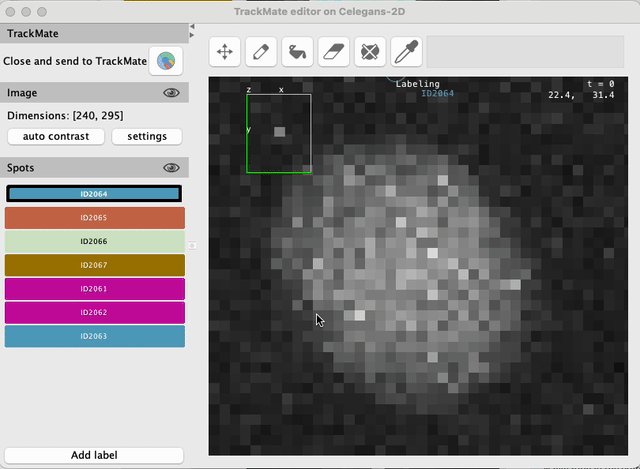 TrackMate editor on Celegans-2D
TrackMate
Close and send to TrackMate
Image
Dimensions: [240, 295]
auto contrast settings
Spots
ID2064
ID2065
ID2066
ID2067
ID2061
ID2062
ID2063
Add label
Labeling
ID2064
t = 0
22.4, 31.4
z x
y